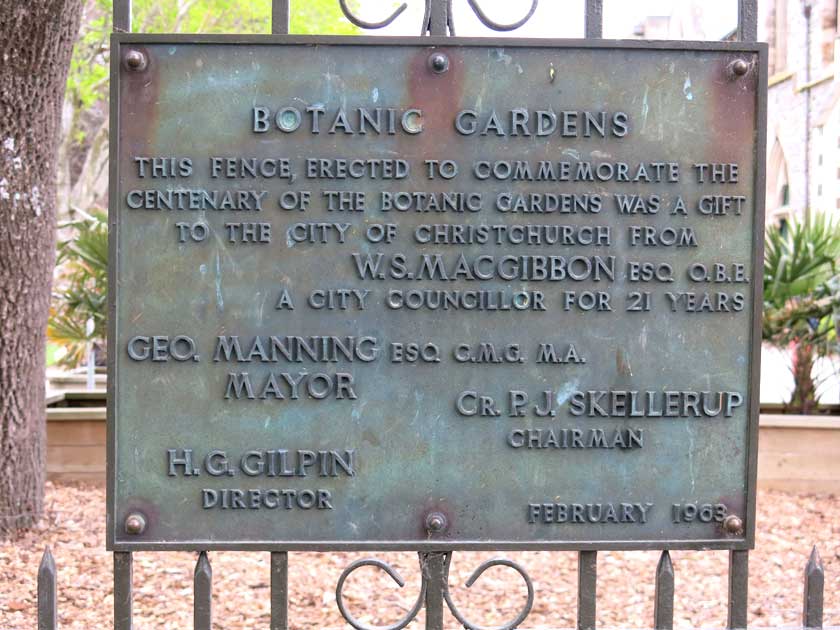 BOTANIC GARDENS
THIS FENCE, ERECTED TO COMMEMORATE THE
CENTENARY OF THE BOTANIC GARDENS WAS A GIFT
TO THE CITY OF CHRISTCHURCH FROM
W.S. MACGIBBON ESQ. O.B.E.
A CITY COUNCILLOR FOR 21 YEARS
GEO. MANNING ESQ. C.M.G. M.A.
MAYOR
CR. P.J. SKELLERUP
CHAIRMAN
H.G. GILPIN
DIRECTOR
FEBRUARY 1963